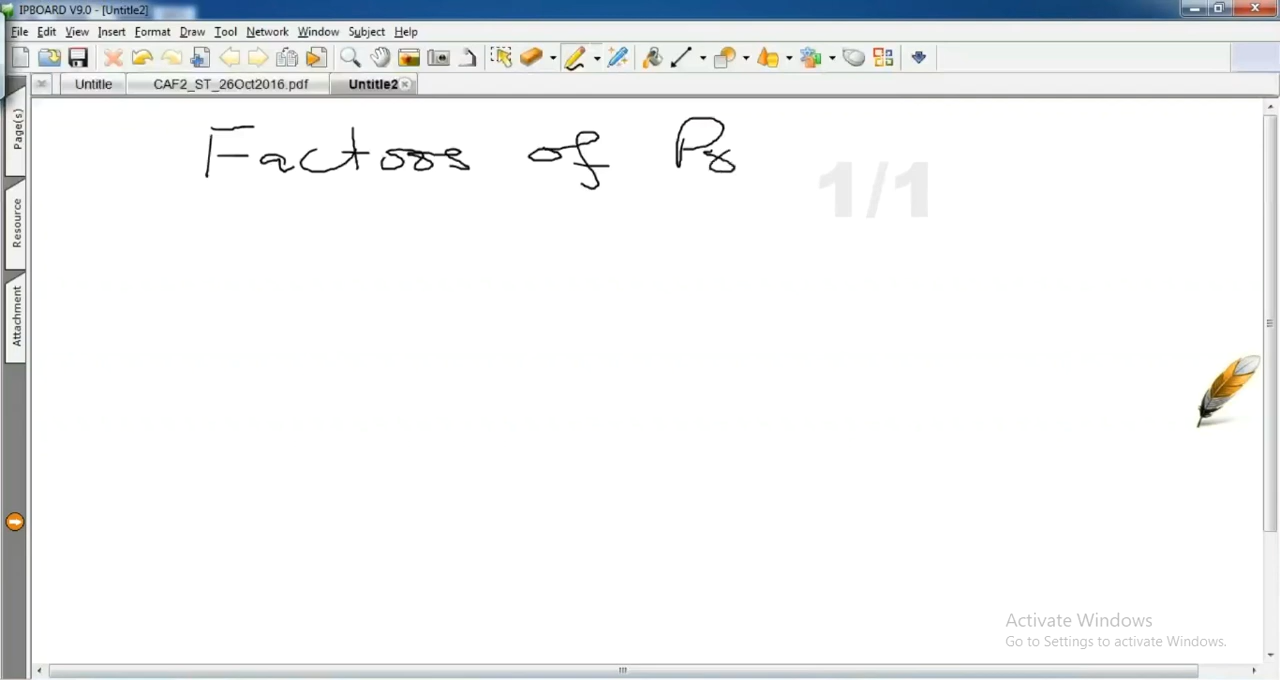 IPBOARD V9.0 - [Untitle2]
File Edit View Insert Format Draw Tool Network Window Subject Help
Untitle CAF2_ST_26Oct2016.pdf Untitle2
Page(s)
Resource
Attachment
Factors of Pr
1/1
Activate Windows
Go to Settings to activate Windows.